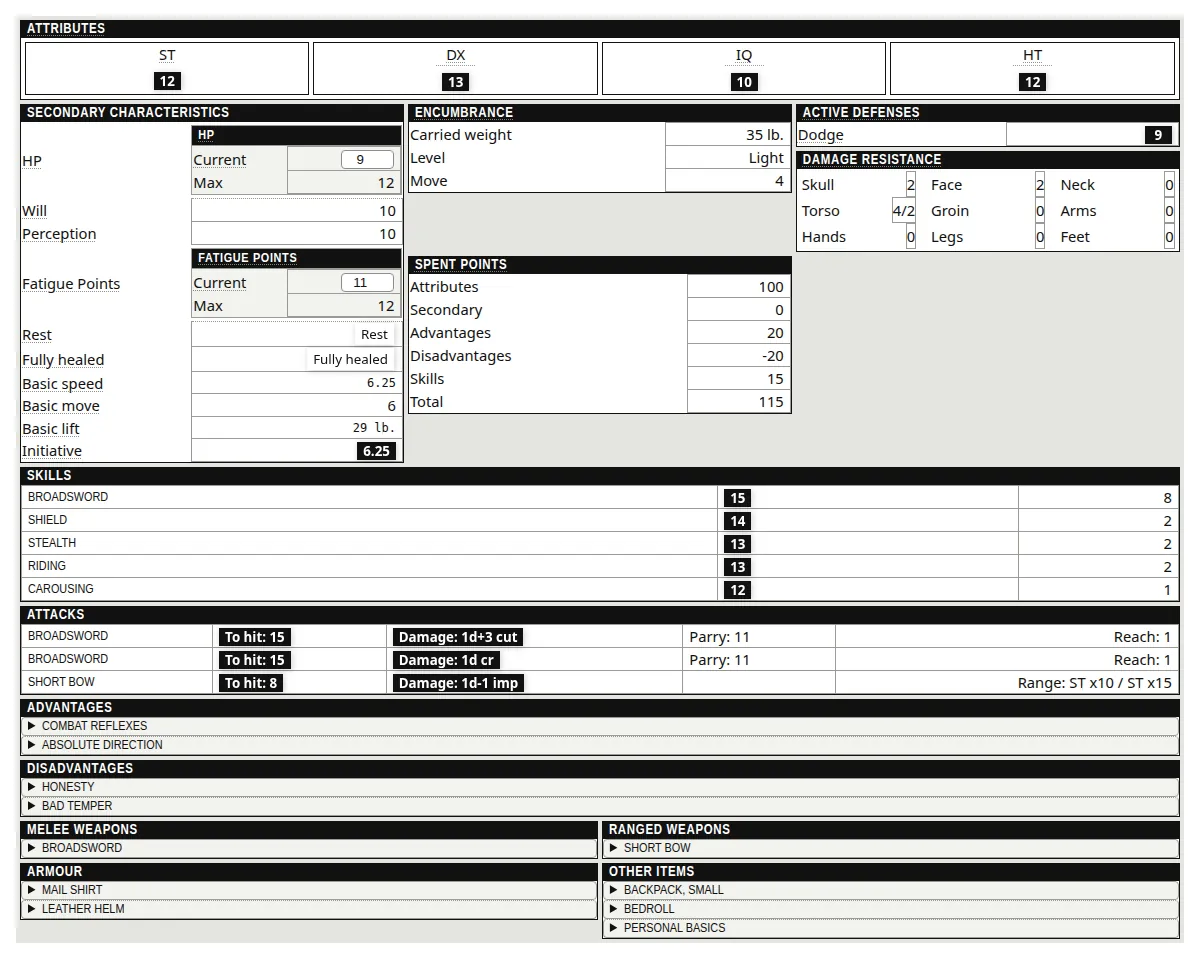 ATTRIBUTES
ST DX IQ HT
12 13 10 12
SECONDARY CHARACTERISTICS
HP
HP
Current 9
Max 12
Will 10
Perception 10
Fatigue Points
FATIGUE POINTS
Current 11
Max 12
Rest Rest
Fully healed Fully healed
Basic speed 6.25
Basic move 6
Basic lift 29 lb.
Initiative 6.25
ENCUMBRANCE
Carried weight 35 lb.
Level Light
Move 4
SPENT POINTS
Attributes 100
Secondary 0
Advantages 20
Disadvantages -20
Skills 15
Total 115
ACTIVE DEFENSES
Dodge 9
DAMAGE RESISTANCE
Skull 2 Face 2 Neck 0
Torso 4/2 Groin 0 Arms 0
Hands 0 Legs 0 Feet 0
SKILLS
BROADSWORD 15 8
SHIELD 14 2
STEALTH 13 2
RIDING 13 2
CAROUSING 12 1
ATTACKS
BROADSWORD To hit: 15 Damage: 1d+3 cut Parry: 11 Reach: 1
BROADSWORD To hit: 15 Damage: 1d cr Parry: 11 Reach: 1
SHORT BOW To hit: 8 Damage: 1d-1 imp Range: ST x10 / ST x15
ADVANTAGES
COMBAT REFLEXES
ABSOLUTE DIRECTION
DISADVANTAGES
HONESTY
BAD TEMPER
MELEE WEAPONS
BROADSWORD
RANGED WEAPONS
SHORT BOW
ARMOUR
MAIL SHIRT
LEATHER HELM
OTHER ITEMS
BACKPACK, SMALL
BEDROLL
PERSONAL BASICS